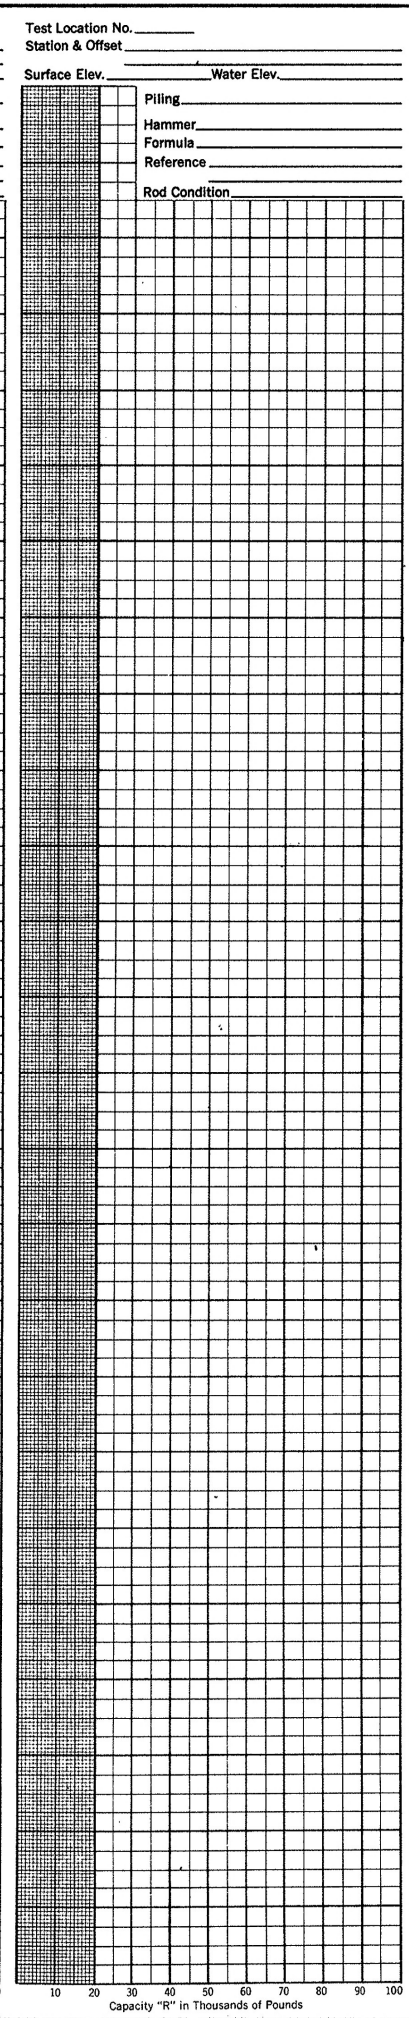 Test Location No.
Station & Offset
Surface Elev. Water Elev.
Piling
Hammer
Formula
Reference
Rod Condition
10 20 30 40 50 60 70 80 90 100
Capacity "R" in Thousands of Pounds